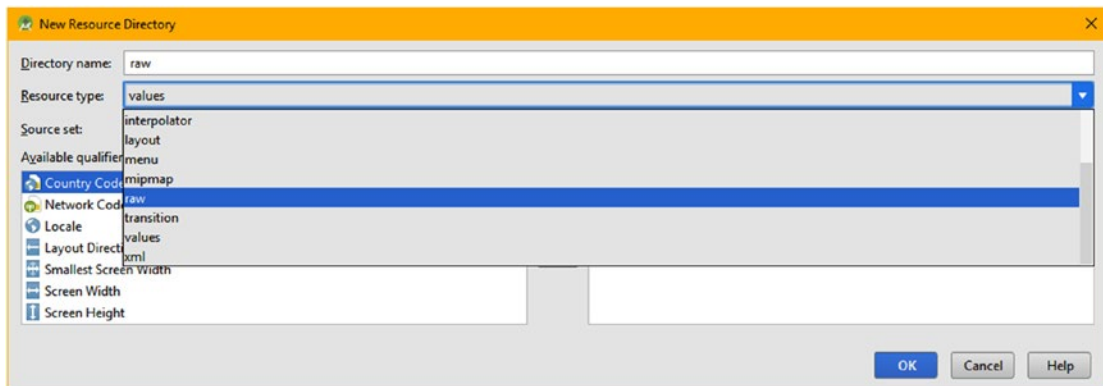 New Resource Directory
Directory name: raw
Resource type: values
Source set:
Available qualifier
interpolator
layout
menu
mipmap
raw
transition
values
xml
Country Code
Network Code
Locale
Layout Directi
Smallest Screen Width
Screen Width
Screen Height
OK Cancel Help